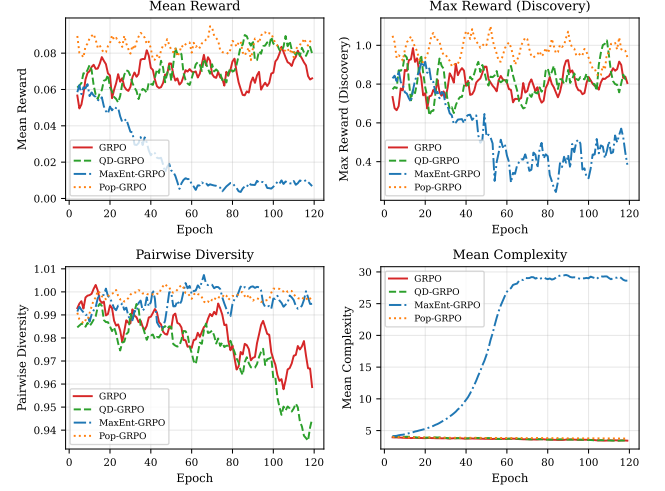 Mean Reward
Mean Reward
0.08
0.06
0.04
0.02
0.00
GRPO
QD-GRPO
MaxEnt-GRPO
Pop-GRPO
0 20 40 60 80 100 120
Epoch
Max Reward (Discovery)
Max Reward (Discovery)
1.0
0.8
0.6
0.4
GRPO
QD-GRPO
MaxEnt-GRPO
Pop-GRPO
0 20 40 60 80 100 120
Epoch
Pairwise Diversity
Pairwise Diversity
1.01
1.00
0.99
0.98
0.97
0.96
0.95
0.94
GRPO
QD-GRPO
MaxEnt-GRPO
Pop-GRPO
0 20 40 60 80 100 120
Epoch
Mean Complexity
Mean Complexity
30
25
20
15
10
5
GRPO
QD-GRPO
MaxEnt-GRPO
Pop-GRPO
0 20 40 60 80 100 120
Epoch